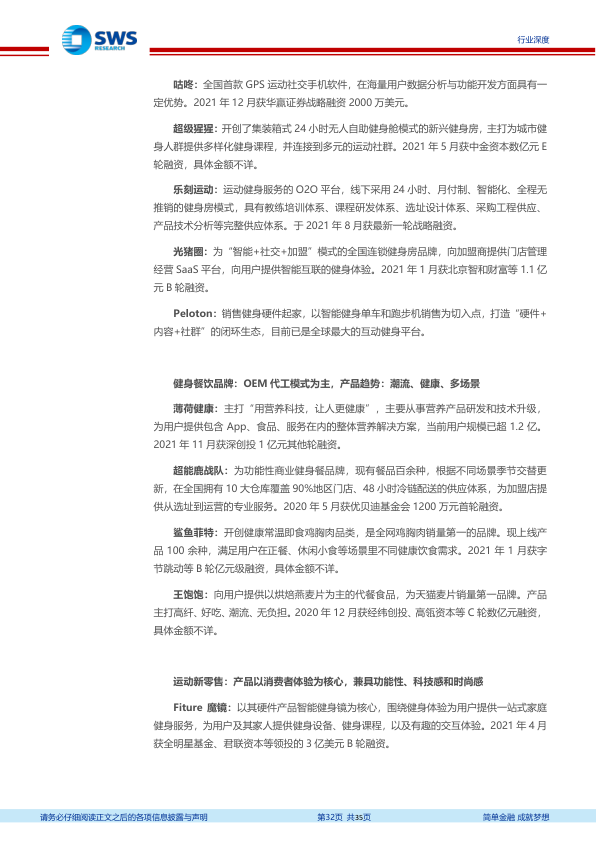 SWS
RESEARCH
行业深度
咕咚：全国首款 GPS 运动社交手机软件，在海量用户数据分析与功能开发方面具有一
定优势。2021 年 12 月获华赢证券战略融资 2000 万美元。
超级猩猩：开创了集装箱式 24 小时无人自助健身舱模式的新兴健身房，主打为城市健
身人群提供多样化健身课程，并连接到多元的运动社群。2021 年 5 月获中金资本数亿元 E
轮融资，具体金额不详。
乐刻运动：运动健身服务的 O2O 平台，线下采用 24 小时、月付制、智能化、全程无
推销的健身房模式，具有教练培训体系、课程研发体系、选址设计体系、采购工程供应、
产品技术分析等完整供应体系。于 2021 年 8 月获最新一轮战略融资。
光猪圈：为“智能+社交+加盟”模式的全国连锁健身房品牌，向加盟商提供门店管理
经营 SaaS 平台，向用户提供智能互联的健身体验。2021 年 1 月获北京智和财富等 1.1 亿
元 B 轮融资。
Peloton：销售健身硬件起家，以智能健身单车和跑步机销售为切入点，打造“硬件+
内容+社群”的闭环生态，目前已是全球最大的互动健身平台。
健身餐饮品牌：OEM 代工模式为主，产品趋势：潮流、健康、多场景
薄荷健康：主打“用营养科技，让人更健康”，主要从事营养产品研发和技术升级，
为用户提供包含 App、食品、服务在内的整体营养解决方案，当前用户规模已超 1.2 亿。
2021 年 11 月获深创投 1 亿元其他轮融资。
超能鹿战队：为功能性商业健身餐品牌，现有餐品百余种，根据不同场景季节交替更
新，在全国拥有 10 大仓库覆盖 90%地区门店、48 小时冷链配送的供应体系，为加盟店提
供从选址到运营的专业服务。2020 年 5 月获优贝迪基金会 1200 万元首轮融资。
鲨鱼菲特：开创健康常温即食鸡胸肉品类，是全网鸡胸肉销量第一的品牌。现上线产
品 100 余种，满足用户在正餐、休闲小食等场景里不同健康饮食需求。2021 年 1 月获字
节跳动等 B 轮亿元级融资，具体金额不详。
王饱饱：向用户提供以烘焙燕麦片为主的代餐食品，为天猫麦片销量第一品牌。产品
主打高纤、好吃、潮流、无负担。2020 年 12 月获经纬创投、高瓴资本等 C 轮数亿元融资，
具体金额不详。
运动新零售：产品以消费者体验为核心，兼具功能性、科技感和时尚感
Fiture 魔镜：以其硬件产品智能健身镜为核心，围绕健身体验为用户提供一站式家庭
健身服务，为用户及其家人提供健身设备、健身课程，以及有趣的交互体验。2021 年 4 月
获全明星基金、君联资本等领投的 3 亿美元 B 轮融资。
请务必仔细阅读正文之后的各项信息披露与声明
第32页 共35页
简单金融 成就梦想